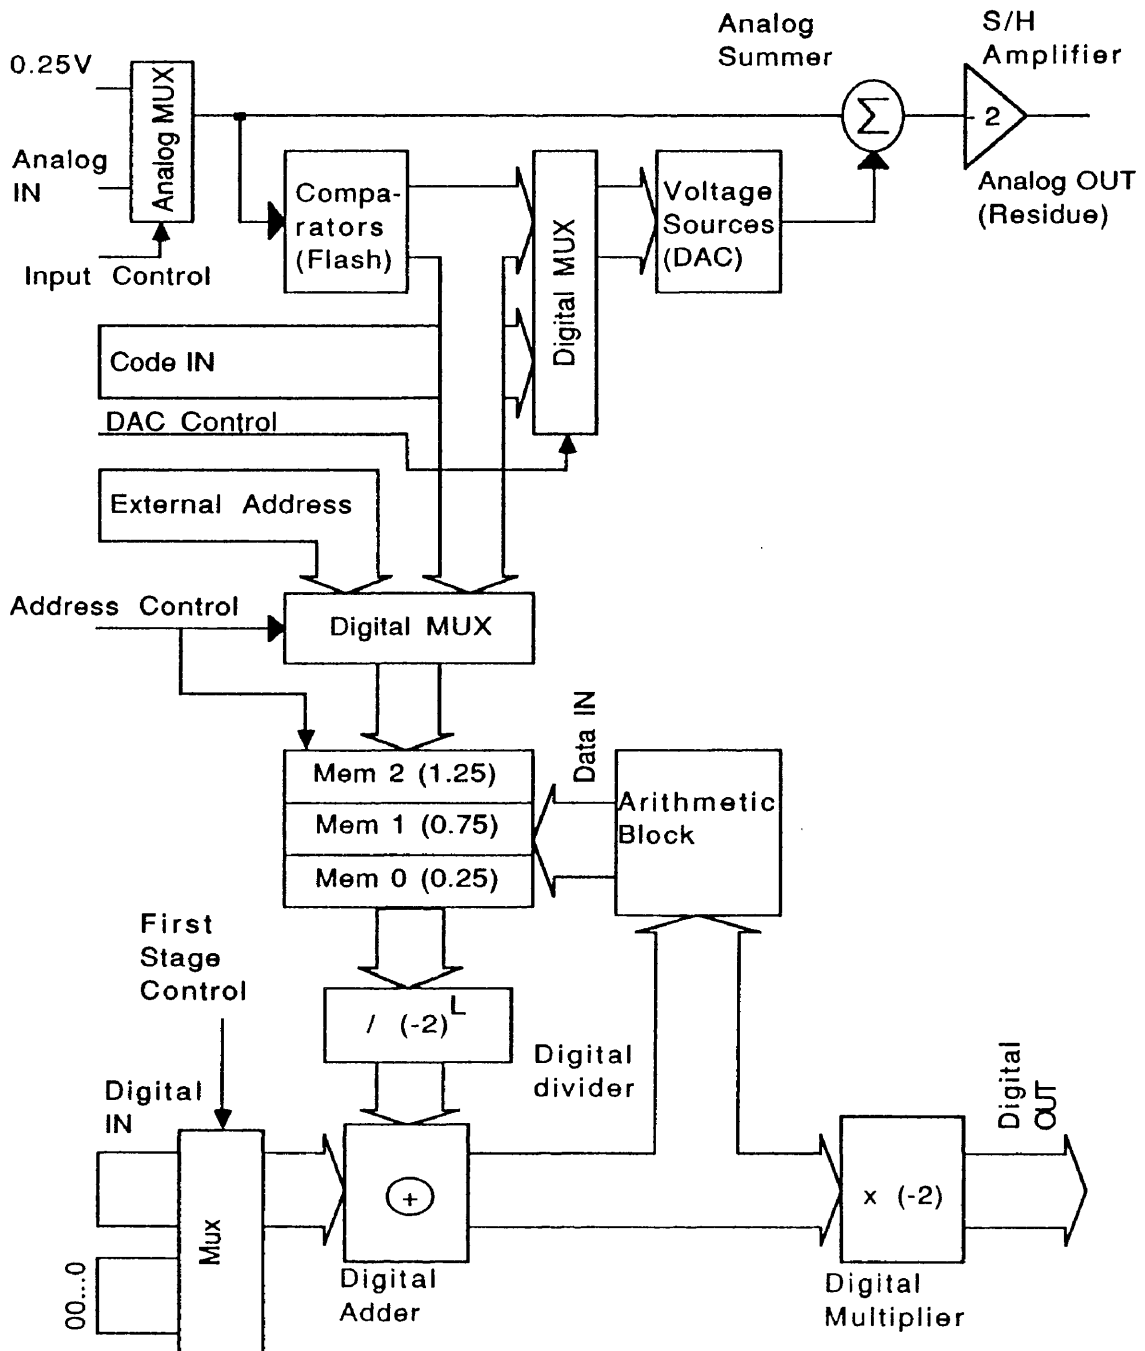 Analog
Summer
S/H
Amplifier
0.25V
Analog MUX
Analog
IN
Input Control
Σ
- 2
Compa-
rators
(Flash)
Digital MUX
Voltage
Sources
(DAC)
Analog OUT
(Residue)
Code IN
DAC Control
External Address
Address Control
Digital MUX
Data IN
Mem 2 (1.25)
Mem 1 (0.75)
Mem 0 (0.25)
Arithmetic
Block
First
Stage
Control
/ (-2)L
Digital
divider
Digital
IN
Mux
00...0
+
Digital
Adder
x (-2)
Digital
Multiplier
Digital
OUT